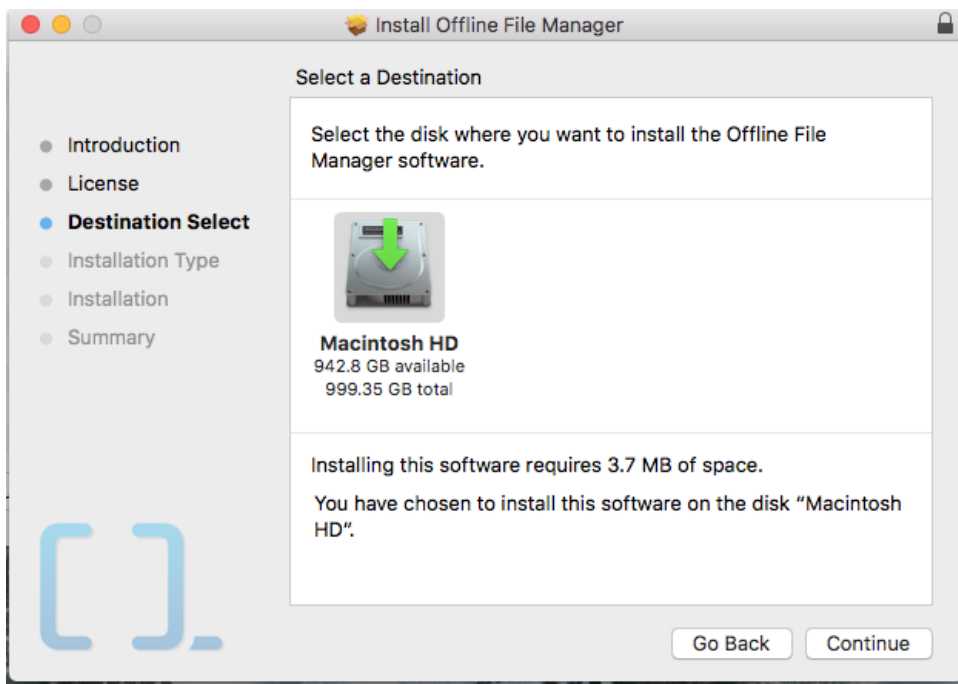 Install Offline File Manager
Select a Destination
Introduction
License
Destination Select
Installation Type
Installation
Summary
Select the disk where you want to install the Offline File
Manager software.
Macintosh HD
942.8 GB available
999.35 GB total
Installing this software requires 3.7 MB of space.
You have chosen to install this software on the disk “Macintosh
HD”.
Go Back
Continue